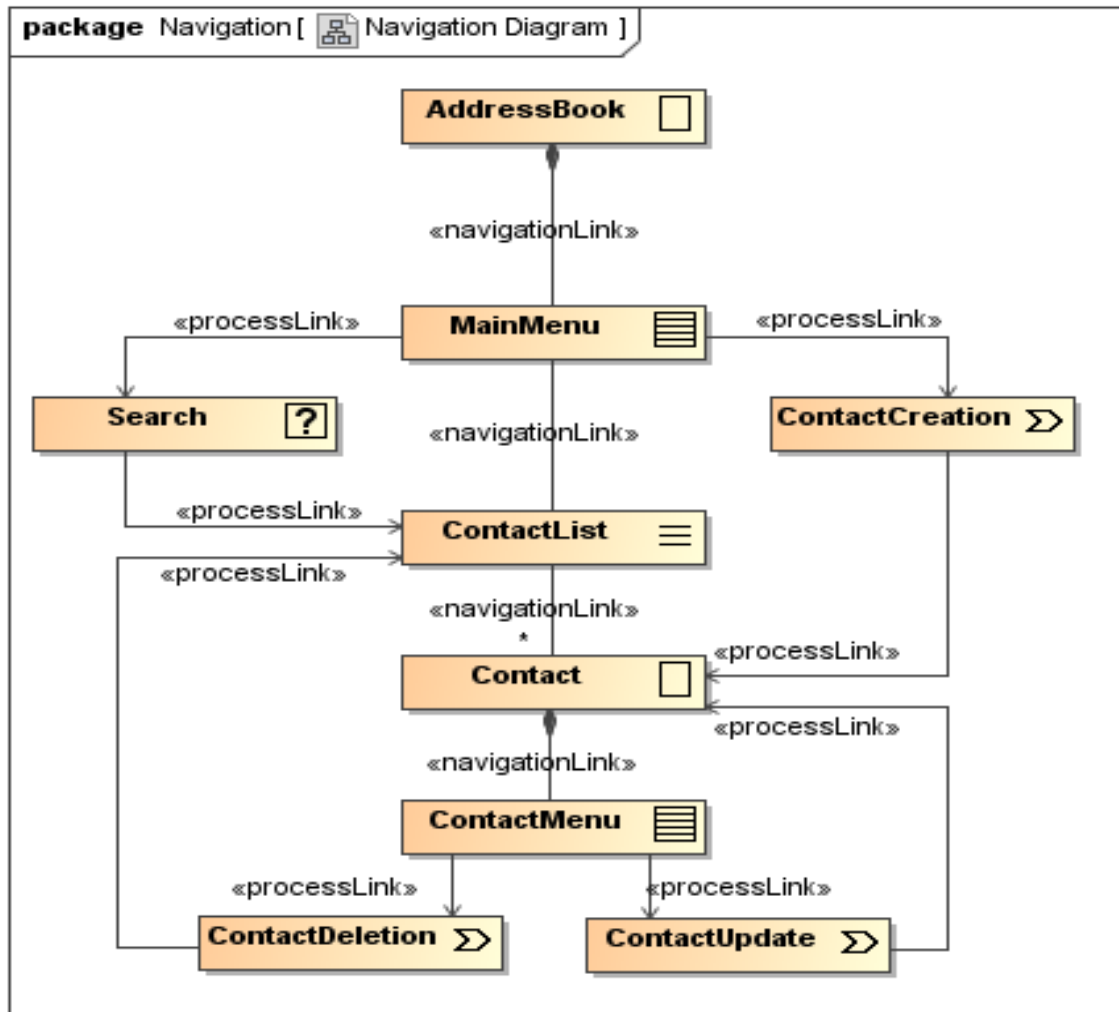 package Navigation [ Navigation Diagram ]
AddressBook
«navigationLink»
MainMenu
«processLink»
«processLink»
Search
?
ContactCreation
«navigationLink»
«processLink»
ContactList
«processLink»
«navigationLink»
*
Contact
«processLink»
«processLink»
«navigationLink»
ContactMenu
«processLink»
«processLink»
ContactDeletion
ContactUpdate